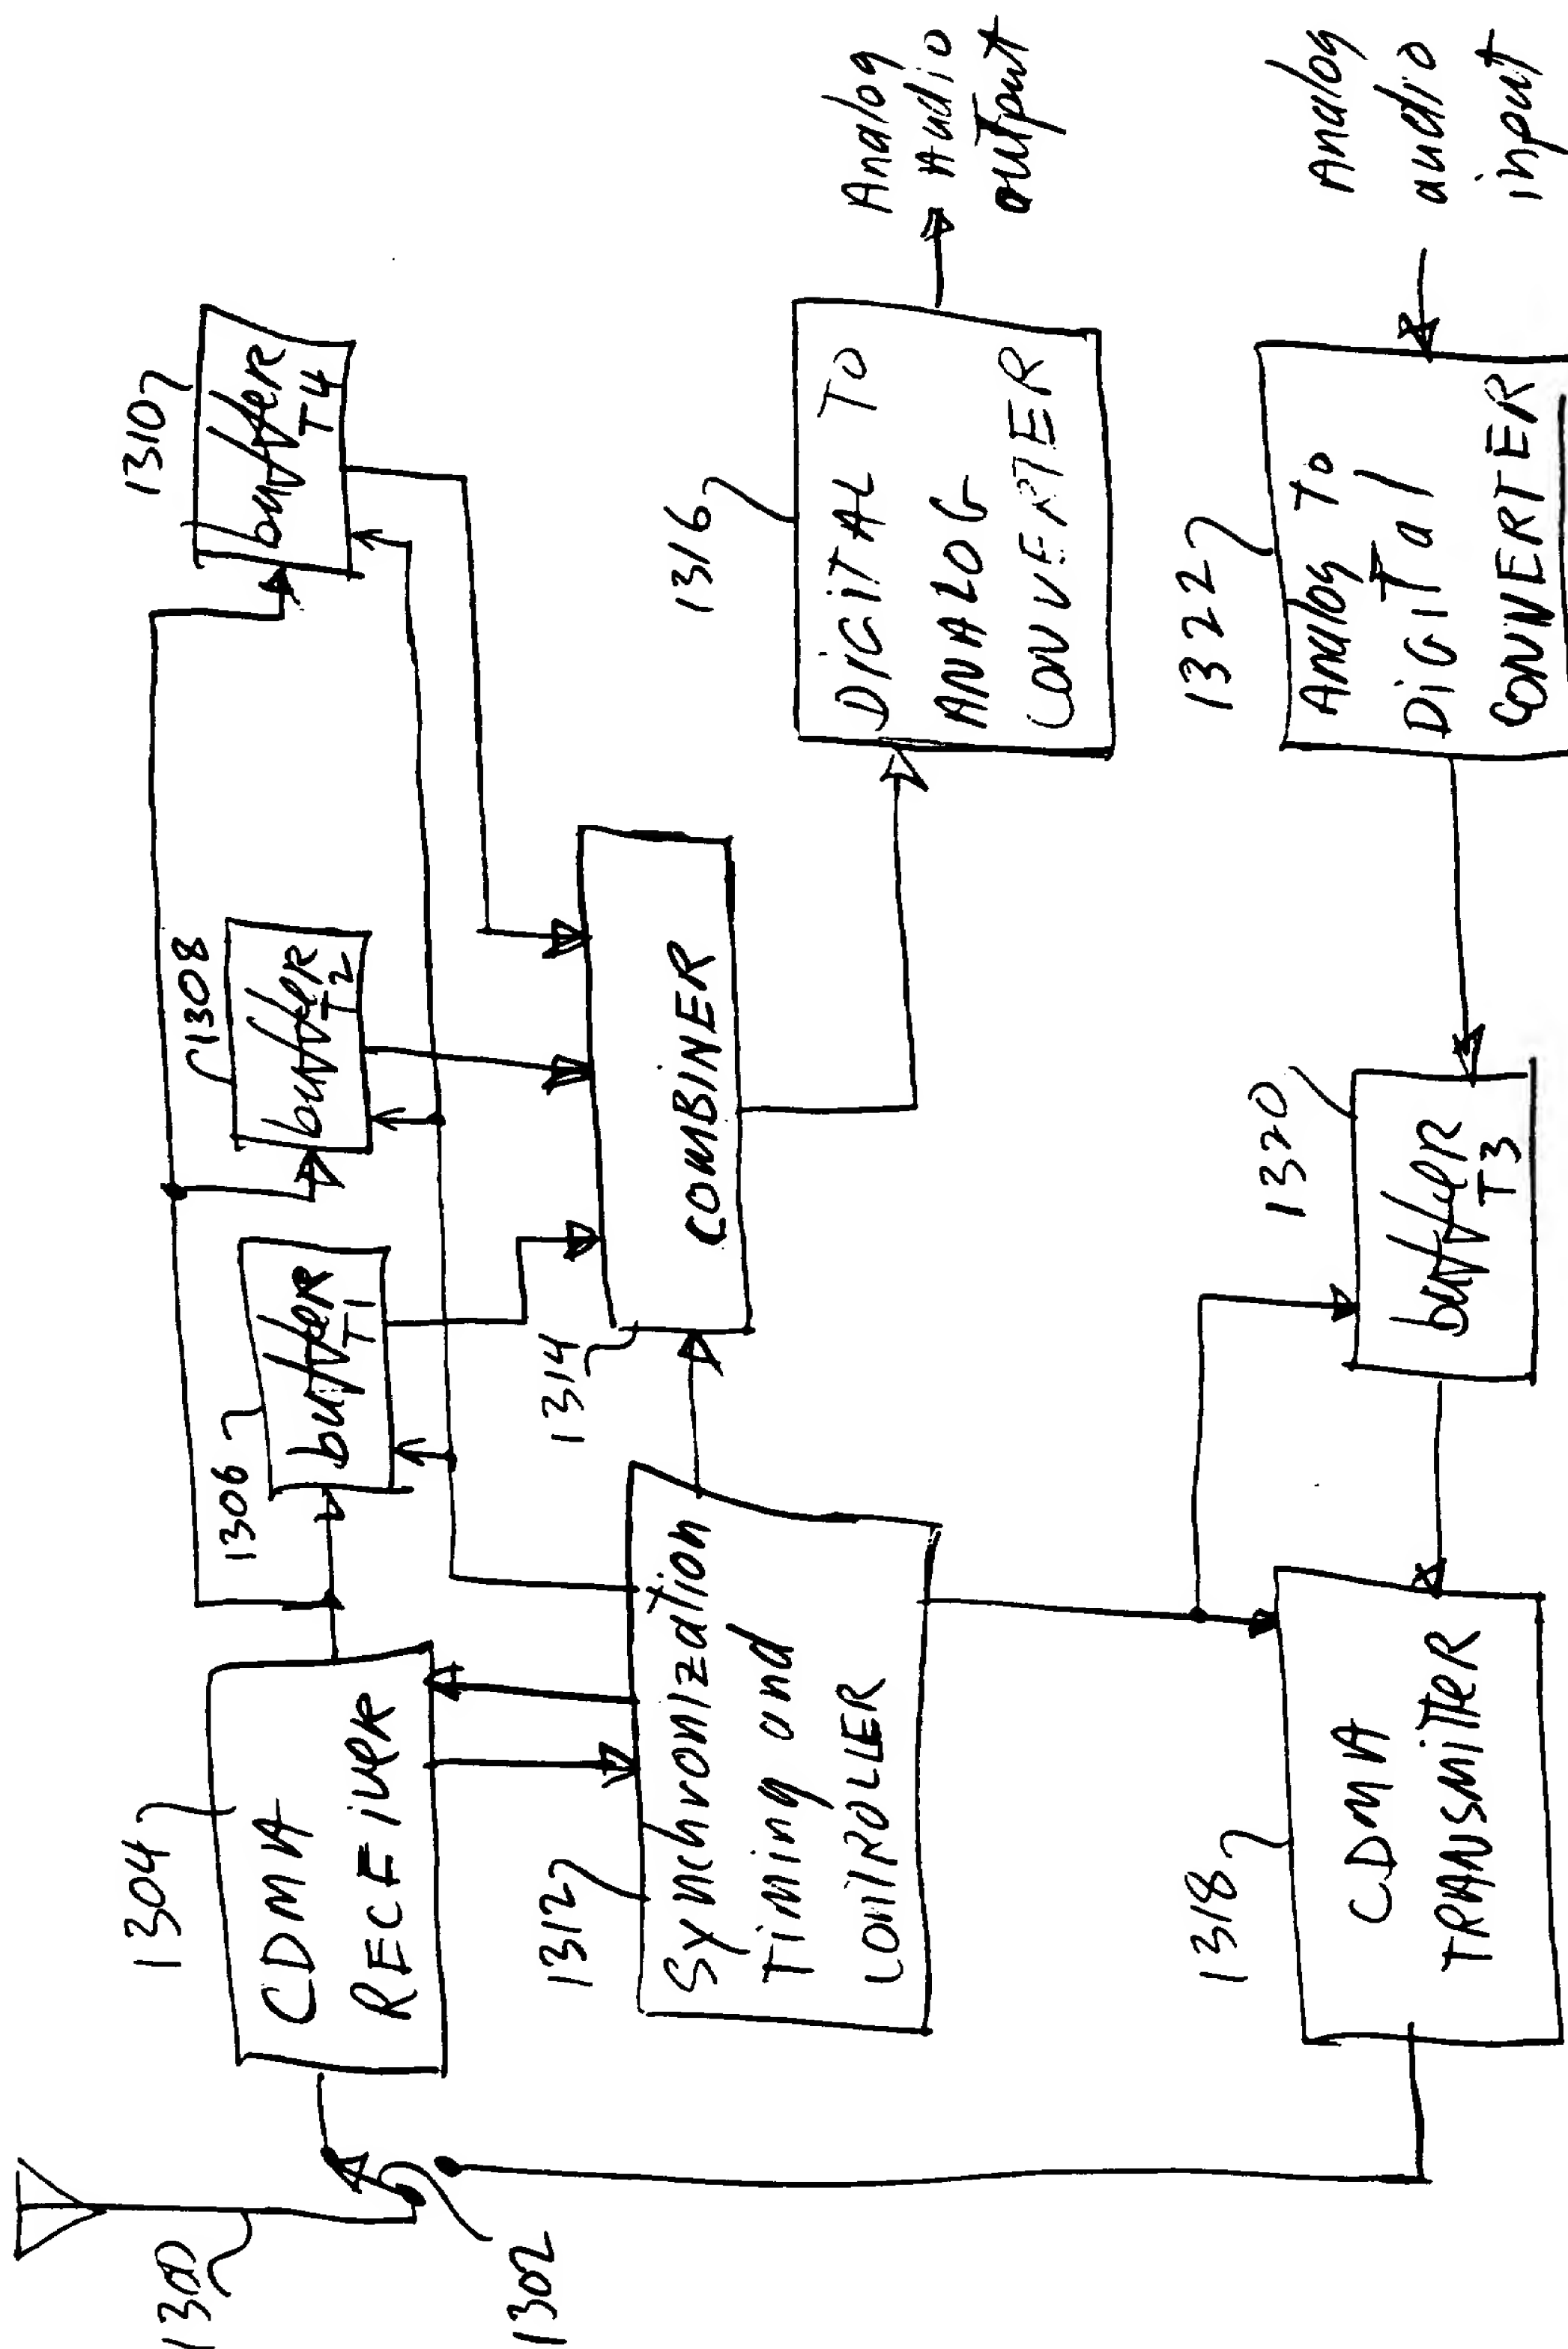 1300
1302
1304
CDMA
RECEIVER
1306
buffer
T1
1308
buffer
T2
1310
buffer
T4
1312
Synchronization
Timing and
CONTROLLER
1314
COMBINER
1316
DIGITAL TO
ANALOG
CONVERTER
Analog
Audio
output
1318
CDMA
TRANSMITTER
1320
buffer
T3
1322
Analog To
DiGiTal
CONVERTER
Analog
audio
input